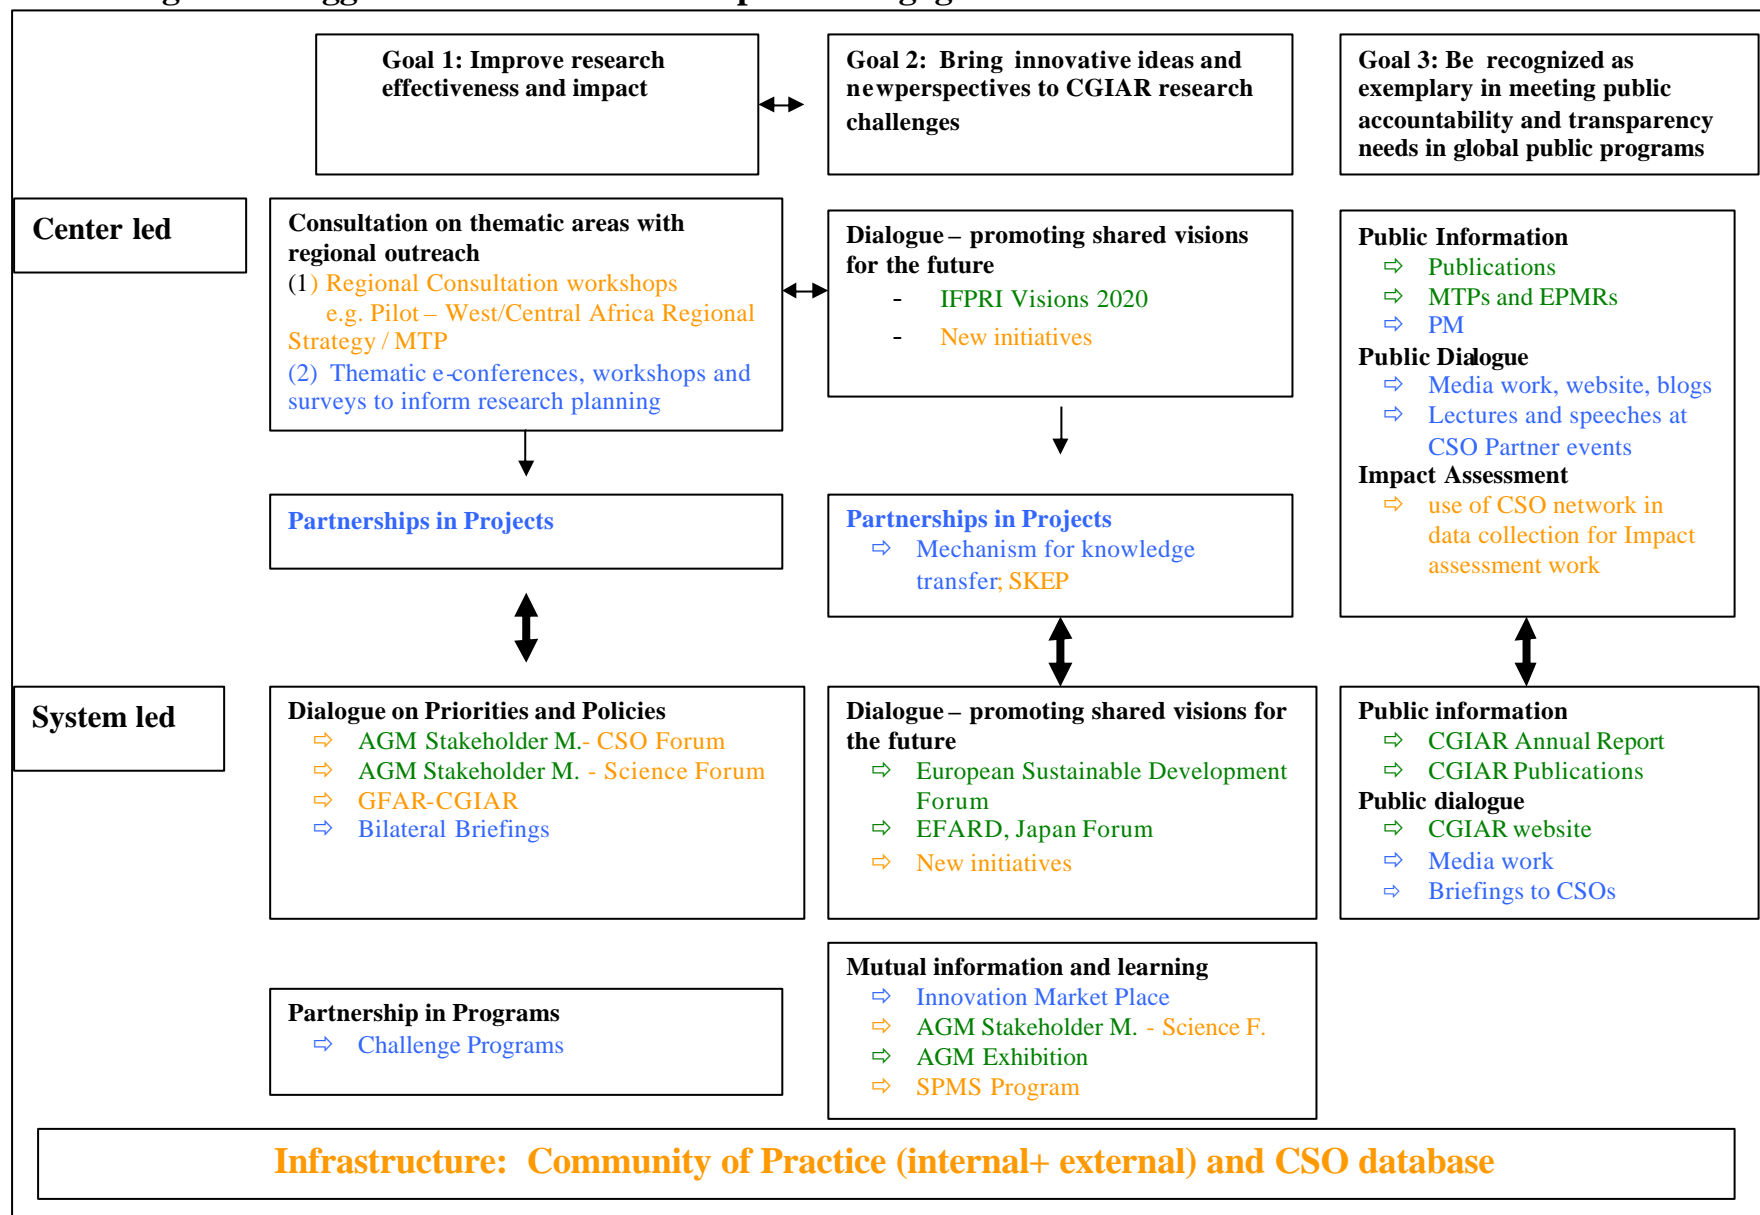 Goal 1: Improve research
effectiveness and impact
Goal 2:  Bring innovative ideas and
newperspectives to CGIAR research
challenges
Goal 3: Be recognized as
exemplary in meeting public
accountability and transparency
needs in global public programs
Center led
Consultation on thematic areas with
regional outreach
(1) Regional Consultation workshops
e.g. Pilot – West/Central Africa Regional
Strategy / MTP
(2) Thematic e-conferences, workshops and
surveys to inform research planning
Dialogue – promoting shared visions
for the future
- IFPRI Visions 2020
- New initiatives
Public Information
⇨ Publications
⇨ MTPs and EPMRs
⇨ PM
Public Dialogue
⇨ Media work, website, blogs
⇨ Lectures and speeches at
CSO Partner events
Impact Assessment
⇨ use of CSO network in
data collection for Impact
assessment work
Partnerships in Projects
Partnerships in Projects
⇨ Mechanism for knowledge
transfer; SKEP
System led
Dialogue on Priorities and Policies
⇨ AGM Stakeholder M.- CSO Forum
⇨ AGM Stakeholder M. - Science Forum
⇨ GFAR-CGIAR
⇨ Bilateral Briefings
Dialogue – promoting shared visions for
the future
⇨ European Sustainable Development
Forum
⇨ EFARD, Japan Forum
⇨ New initiatives
Public information
⇨ CGIAR Annual Report
⇨ CGIAR Publications
Public dialogue
⇨ CGIAR website
⇨ Media work
⇨ Briefings to CSOs
Partnership in Programs
⇨ Challenge Programs
Mutual information and learning
⇨ Innovation Market Place
⇨ AGM Stakeholder M. - Science F.
⇨ AGM Exhibition
⇨ SPMS Program
Infrastructure:  Community of Practice (internal+ external) and CSO database